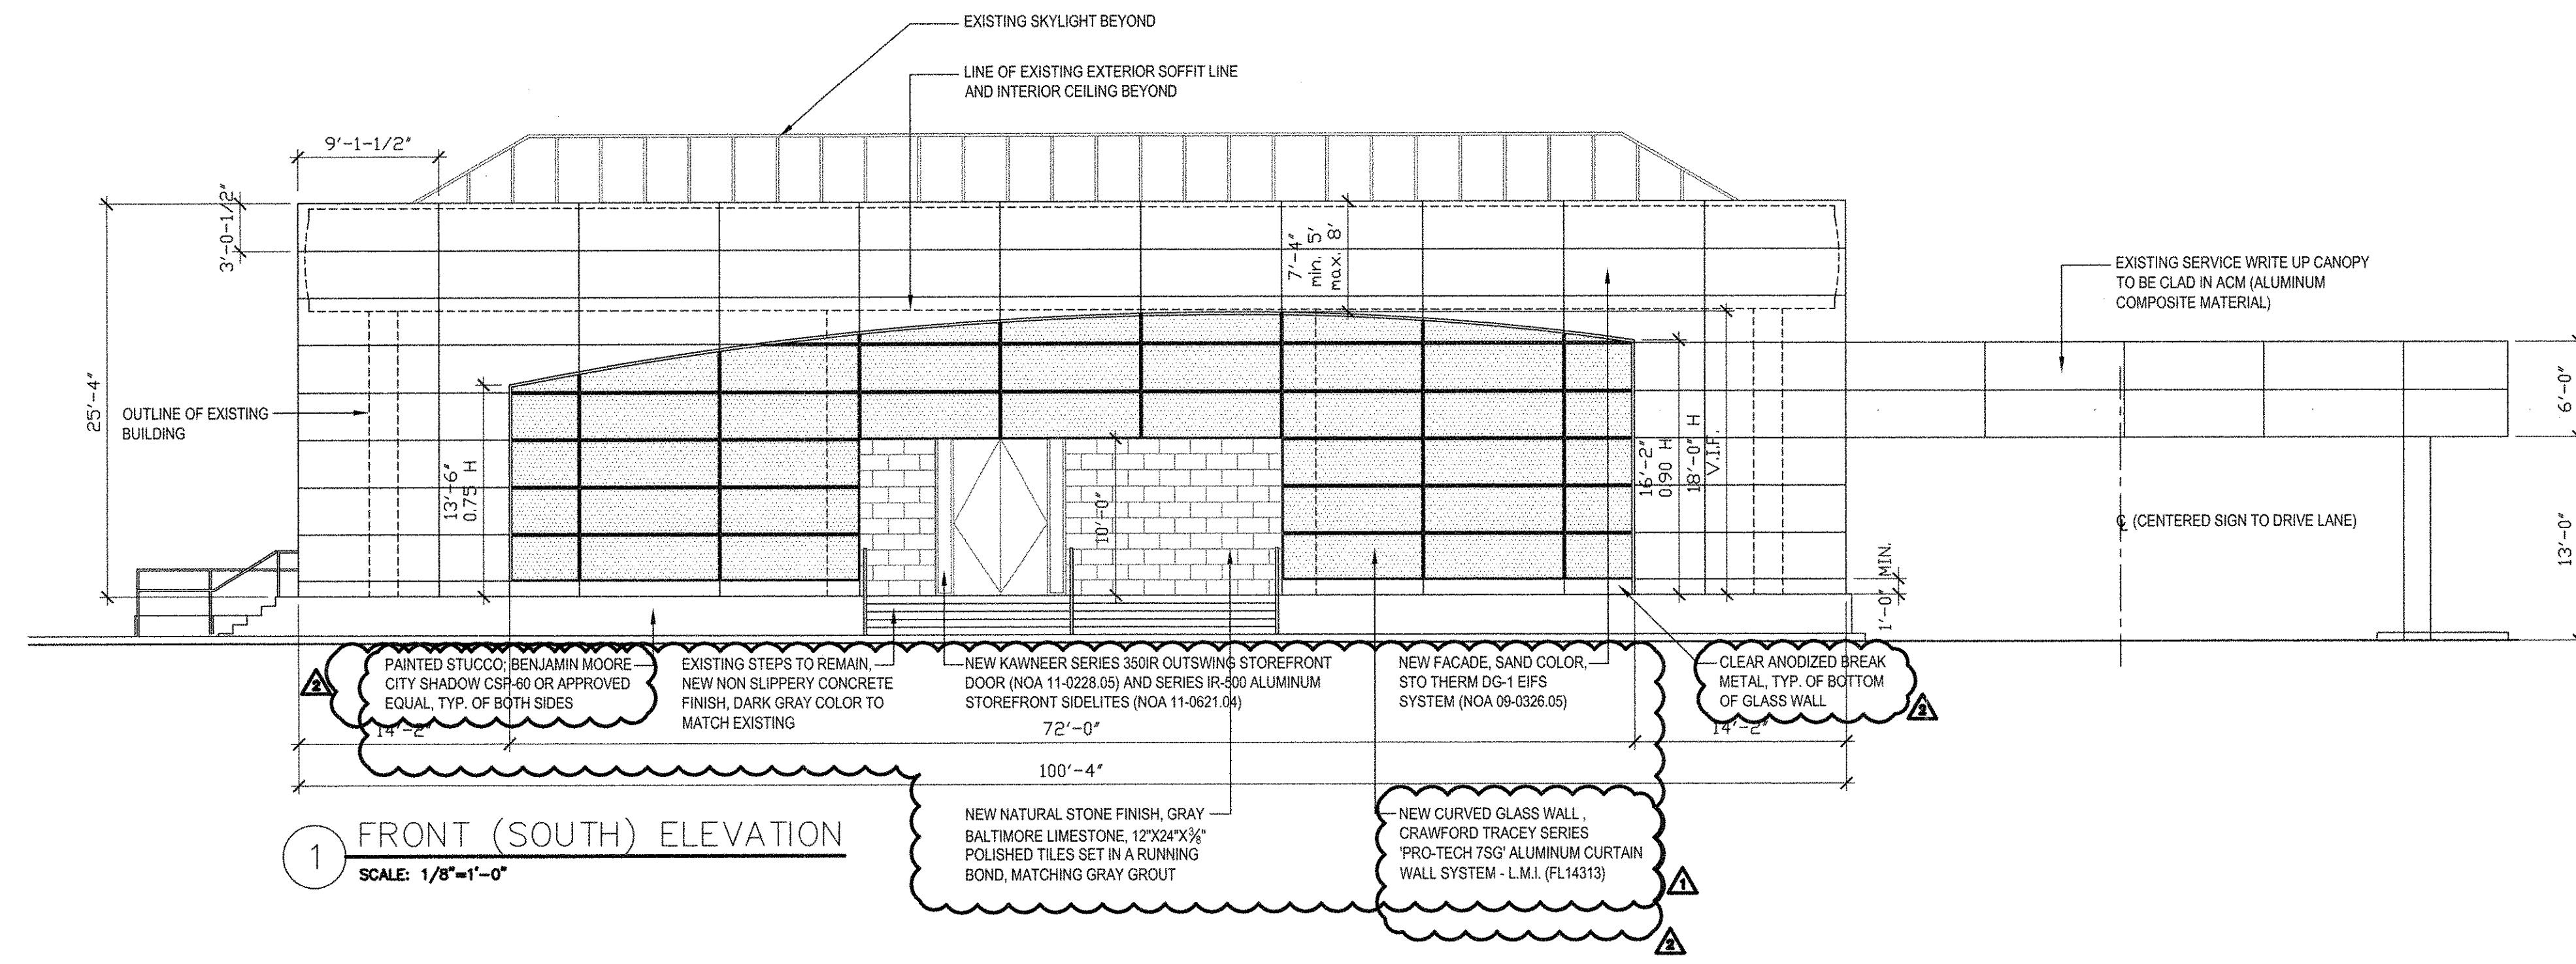 EXISTING SKYLIGHT BEYOND
LINE OF EXISTING EXTERIOR SOFFIT LINE
AND INTERIOR CEILING BEYOND
9'-1-1/2"
3'-0-1/2"
25'-4"
OUTLINE OF EXISTING
BUILDING
13'-6"
0.75 H
7'-4"
min. 5'
max. 8'
10'-0"
16'-2"
0.90 H
18'-0" H
V.I.F.
EXISTING SERVICE WRITE UP CANOPY
TO BE CLAD IN ACM (ALUMINUM
COMPOSITE MATERIAL)
6'-0"
13'-0"
℄ (CENTERED SIGN TO DRIVE LANE)
1'-0" MIN.
PAINTED STUCCO; BENJAMIN MOORE
CITY SHADOW CSP-60 OR APPROVED
EQUAL, TYP. OF BOTH SIDES
2
EXISTING STEPS TO REMAIN,
NEW NON SLIPPERY CONCRETE
FINISH, DARK GRAY COLOR TO
MATCH EXISTING
NEW KAWNEER SERIES 350IR OUTSWING STOREFRONT
DOOR (NOA 11-0228.05) AND SERIES IR-500 ALUMINUM
STOREFRONT SIDELITES (NOA 11-0621.04)
NEW FACADE, SAND COLOR,
STO THERM DG-1 EIFS
SYSTEM (NOA 09-0326.05)
CLEAR ANODIZED BREAK
METAL, TYP. OF BOTTOM
OF GLASS WALL
2
14'-2"
72'-0"
14'-2"
100'-4"
NEW NATURAL STONE FINISH, GRAY
BALTIMORE LIMESTONE, 12"X24"X⅜"
POLISHED TILES SET IN A RUNNING
BOND, MATCHING GRAY GROUT
NEW CURVED GLASS WALL ,
CRAWFORD TRACEY SERIES
'PRO-TECH 7SG' ALUMINUM CURTAIN
WALL SYSTEM - L.M.I. (FL14313)
1
2
1
FRONT (SOUTH) ELEVATION
SCALE: 1/8"=1'-0"